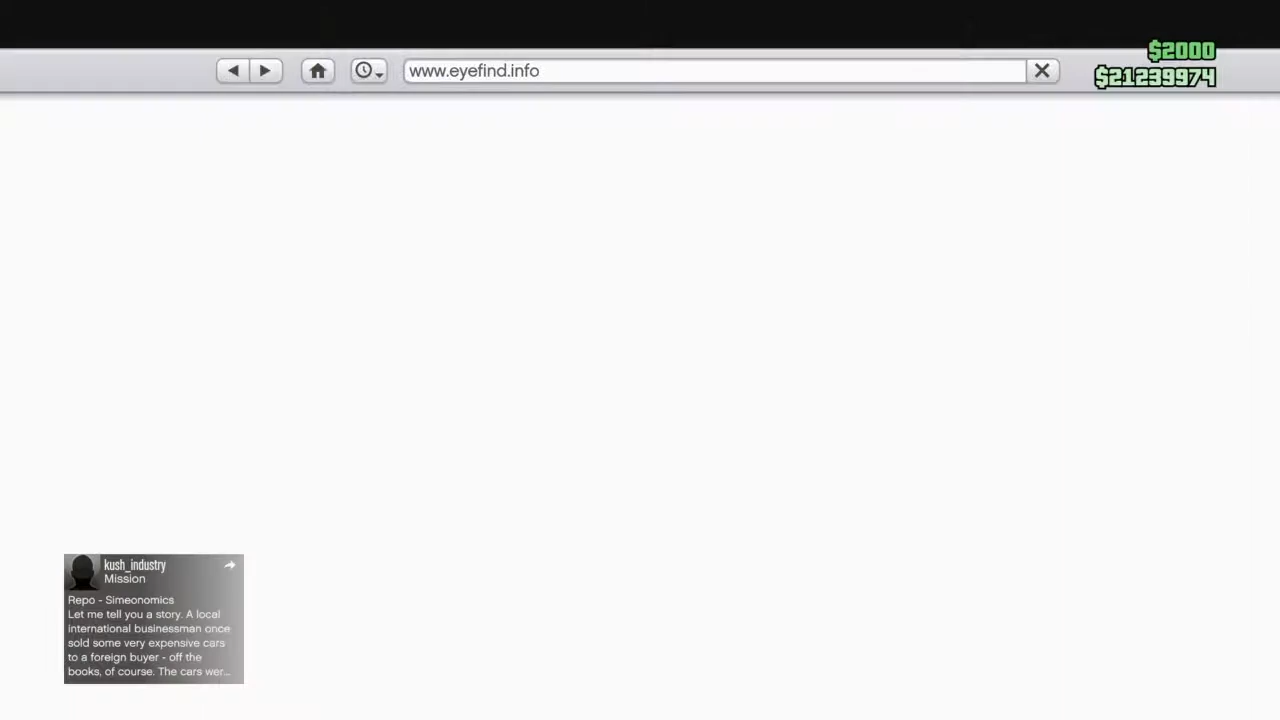 $2000
www.eyefind.info
$21239974
kush_industry
Mission
Repo - Simeonomics
Let me tell you a story. A local
international businessman once
sold some very expensive cars
to a foreign buyer - off the
books, of course. The cars wer...